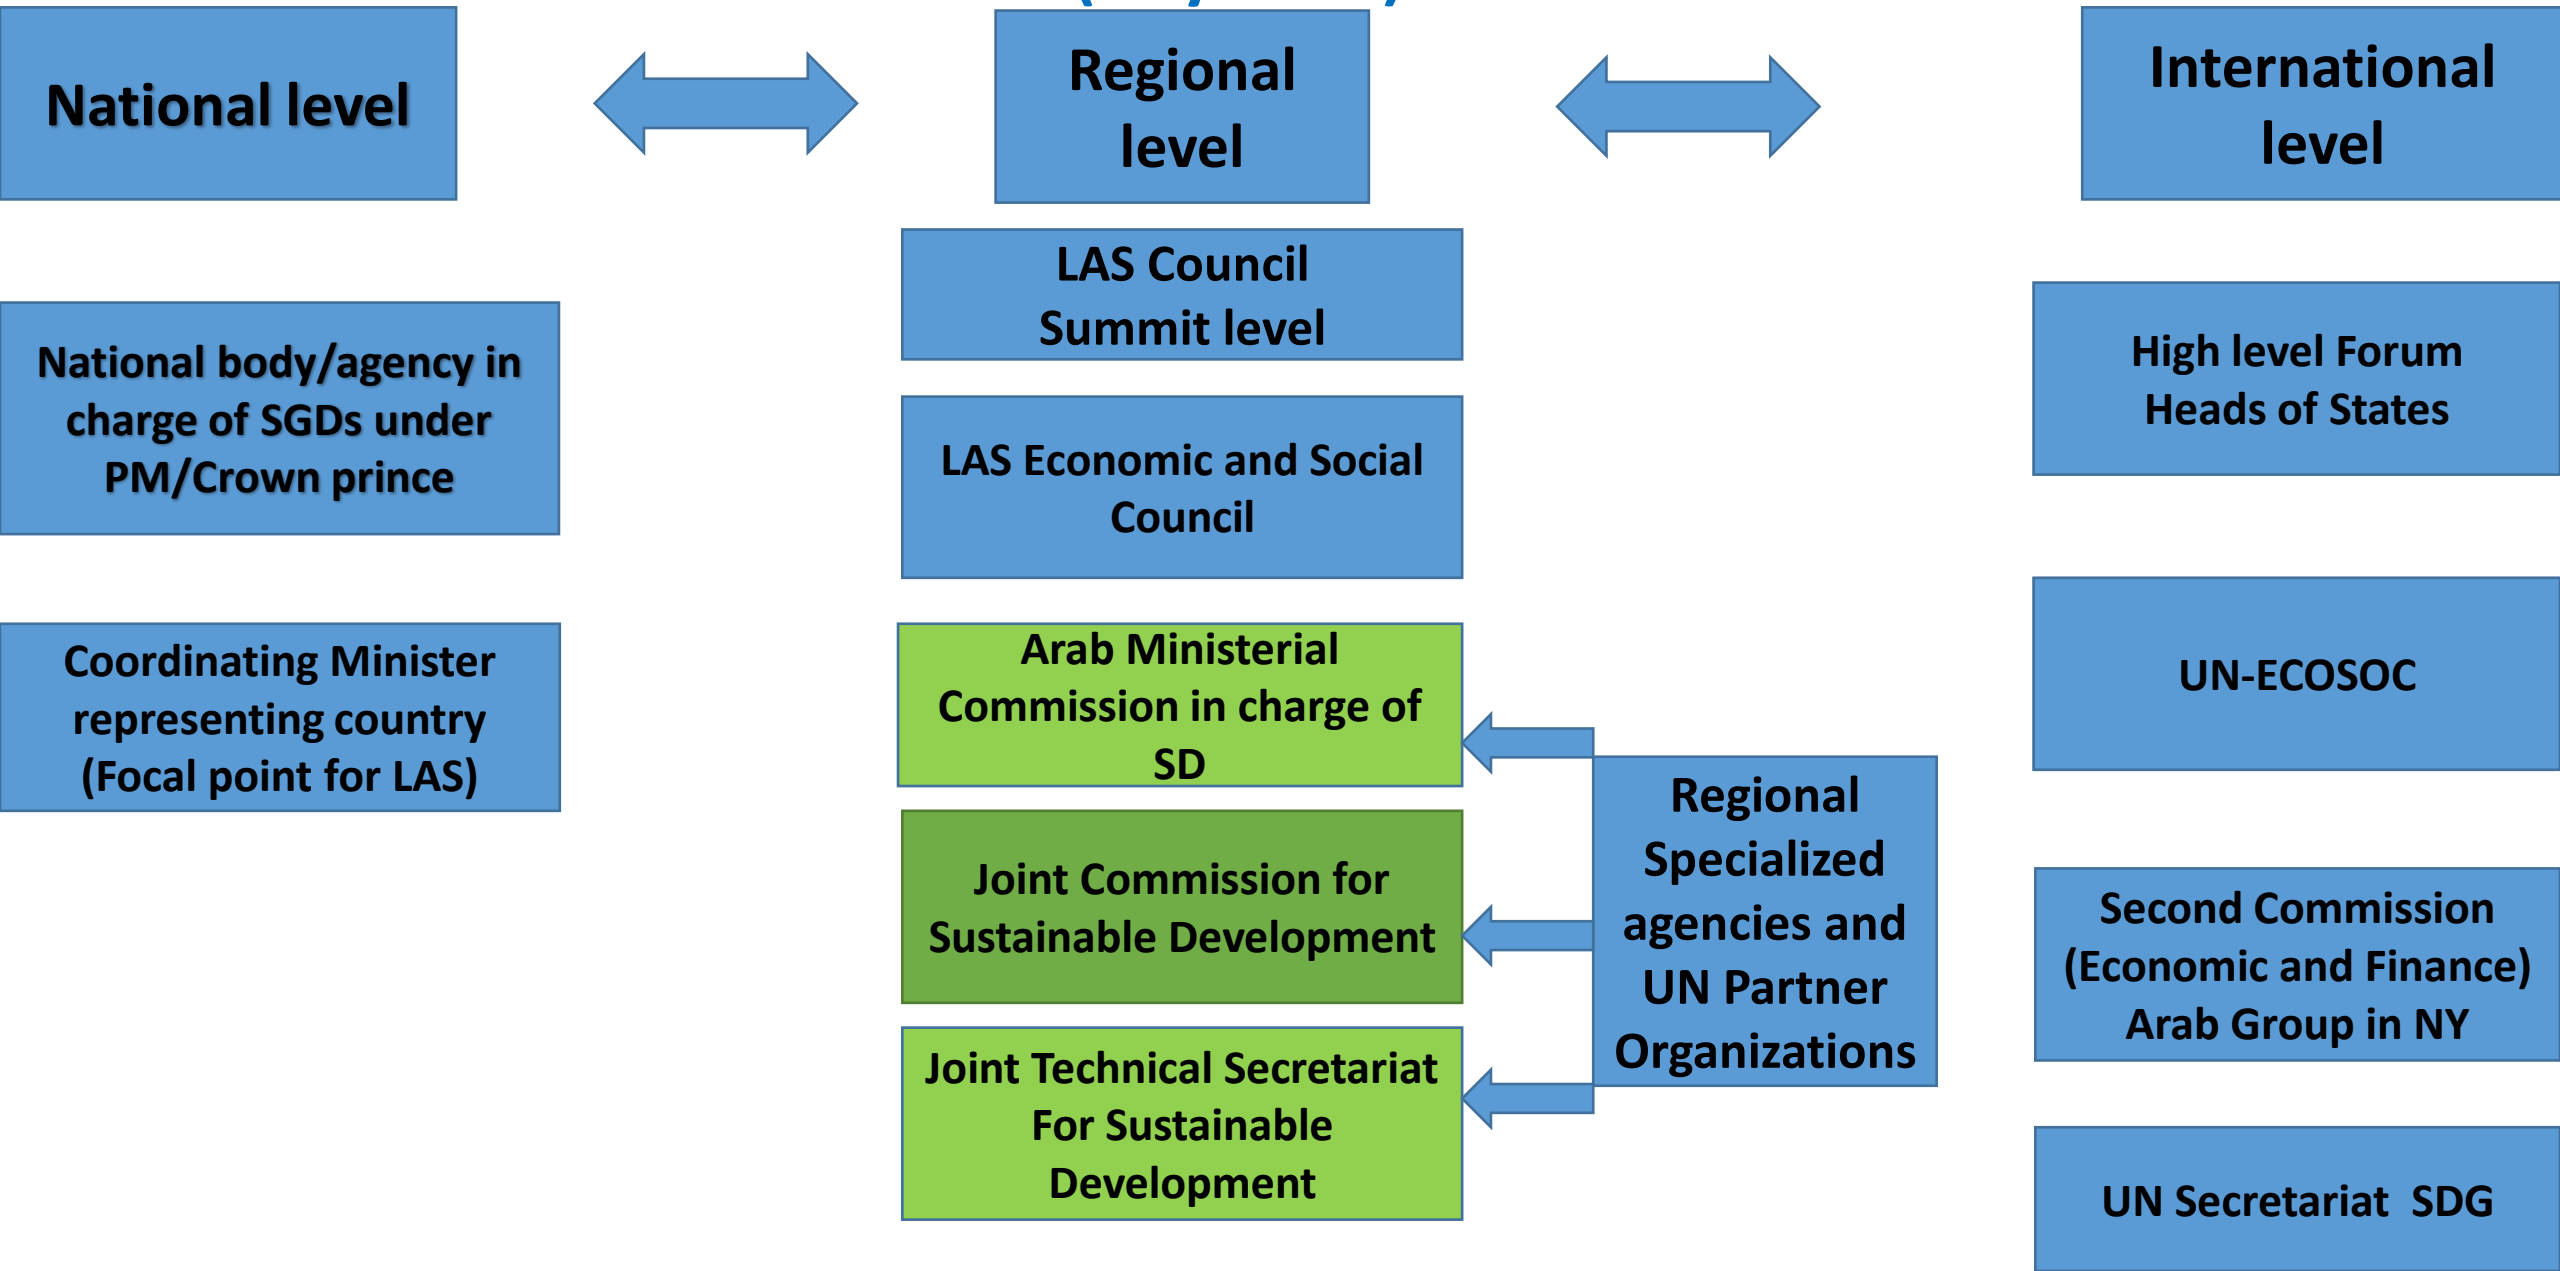 National level
Regional
level
International
level
National body/agency in
charge of SGDs under
PM/Crown prince
Coordinating Minister
representing country
(Focal point for LAS)
LAS Council
Summit level
LAS Economic and Social
Council
Arab Ministerial
Commission in charge of
SD
Joint Commission for
Sustainable Development
Joint Technical Secretariat
For Sustainable
Development
Regional
Specialized
agencies and
UN Partner
Organizations
High level Forum
Heads of States
UN-ECOSOC
Second Commission
(Economic and Finance)
Arab Group in NY
UN Secretariat  SDG